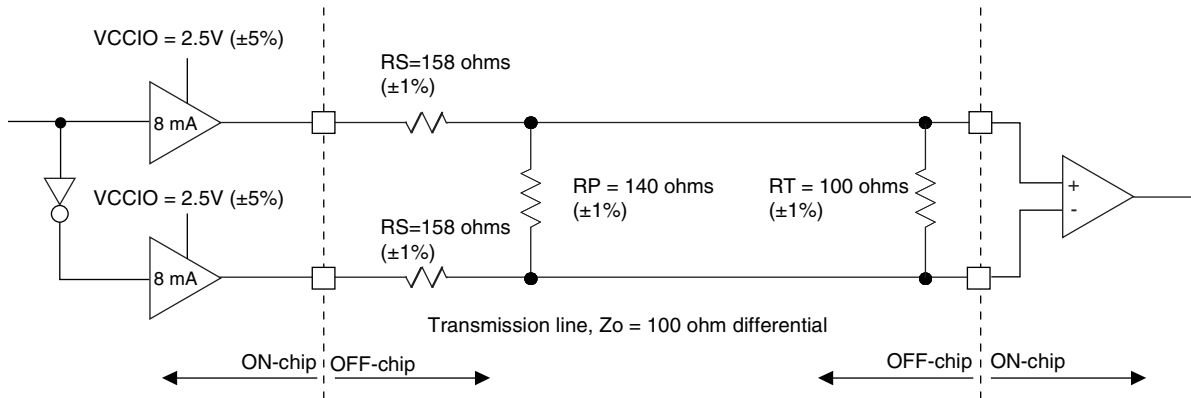 VCCIO = 2.5V (±5%)
RS=158 ohms
(±1%)
8 mA
VCCIO = 2.5V (±5%)
RP = 140 ohms
(±1%)
RT = 100 ohms
(±1%)
+
-
RS=158 ohms
(±1%)
8 mA
Transmission line, Zo = 100 ohm differential
ON-chip
OFF-chip
OFF-chip
ON-chip